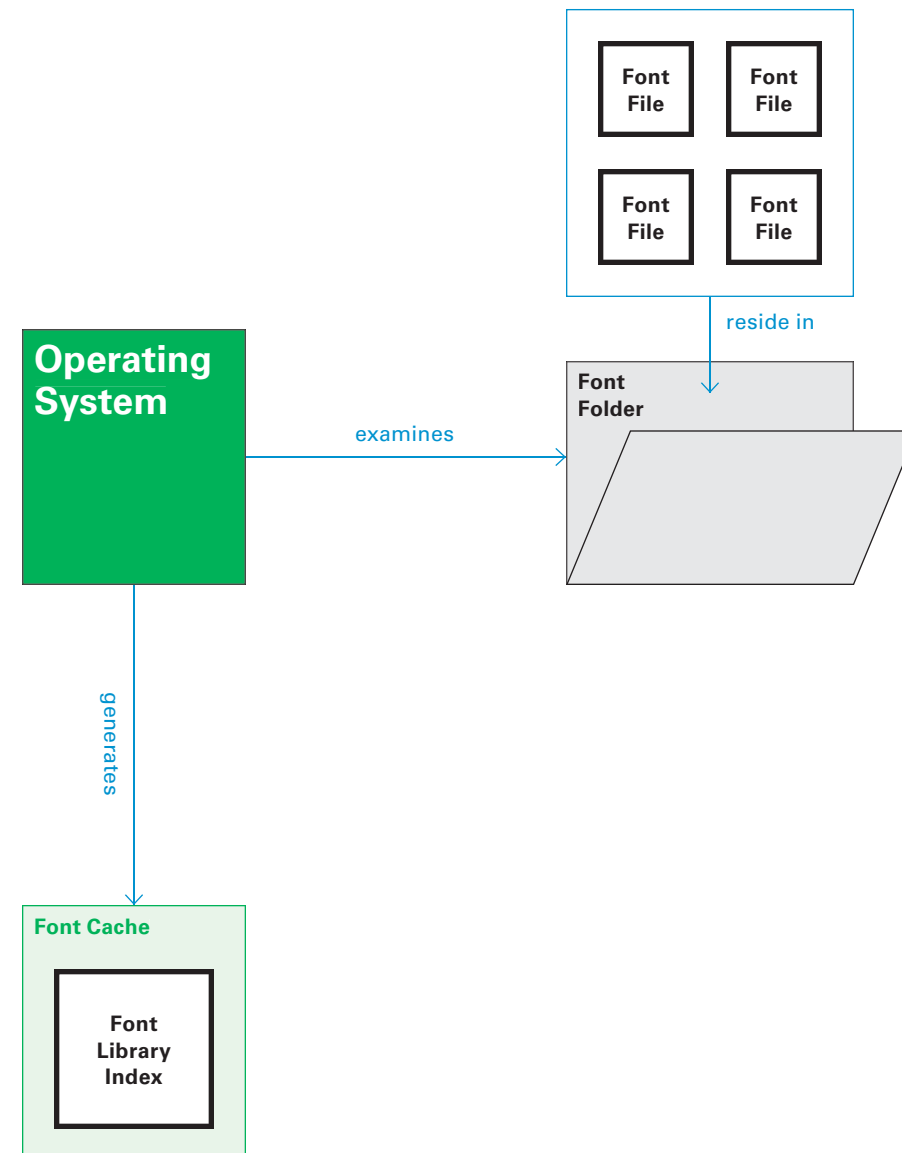 Font
File
Font
File
Font
File
Font
File
reside in
Operating
System
Font
Folder
examines
generates
Font Cache
Font
Library
Index